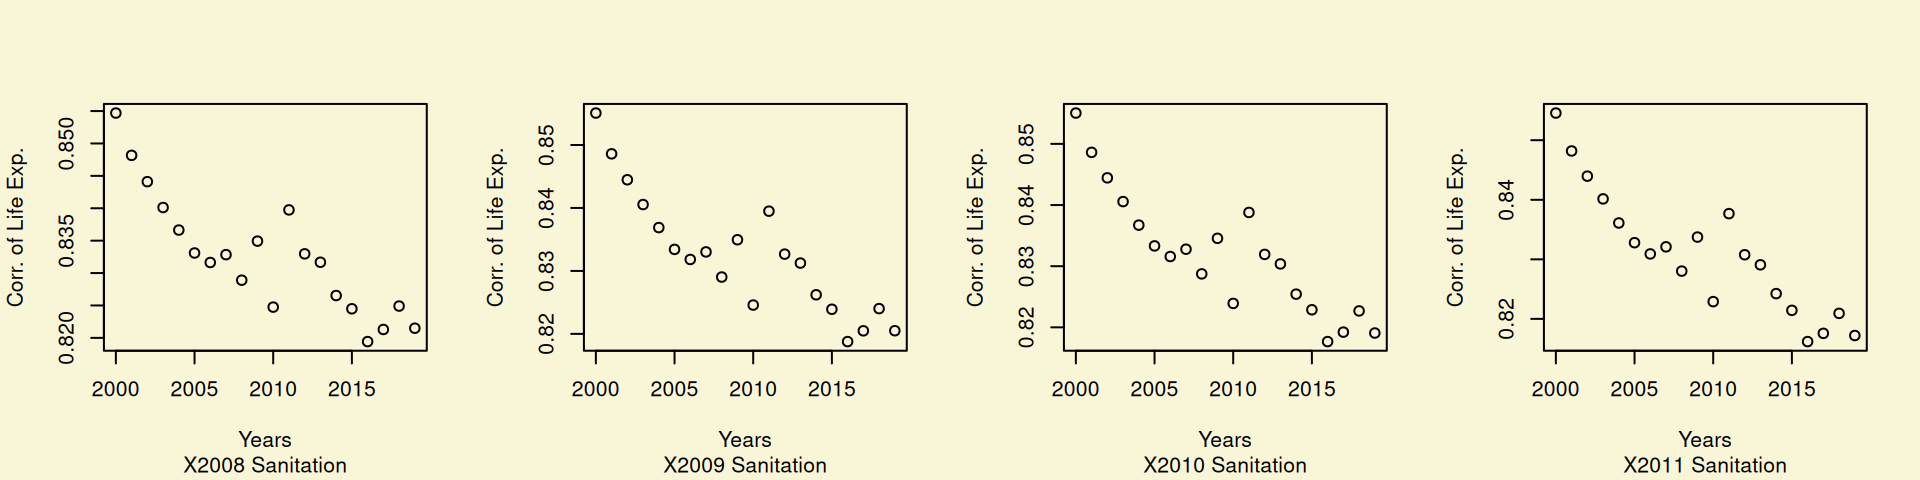 Corr. of Life Exp.
0.850
0.835
0.820
2000 2005 2010 2015
Years
X2008 Sanitation
Corr. of Life Exp.
0.85
0.84
0.83
0.82
2000 2005 2010 2015
Years
X2009 Sanitation
Corr. of Life Exp.
0.85
0.84
0.83
0.82
2000 2005 2010 2015
Years
X2010 Sanitation
Corr. of Life Exp.
0.84
0.82
2000 2005 2010 2015
Years
X2011 Sanitation